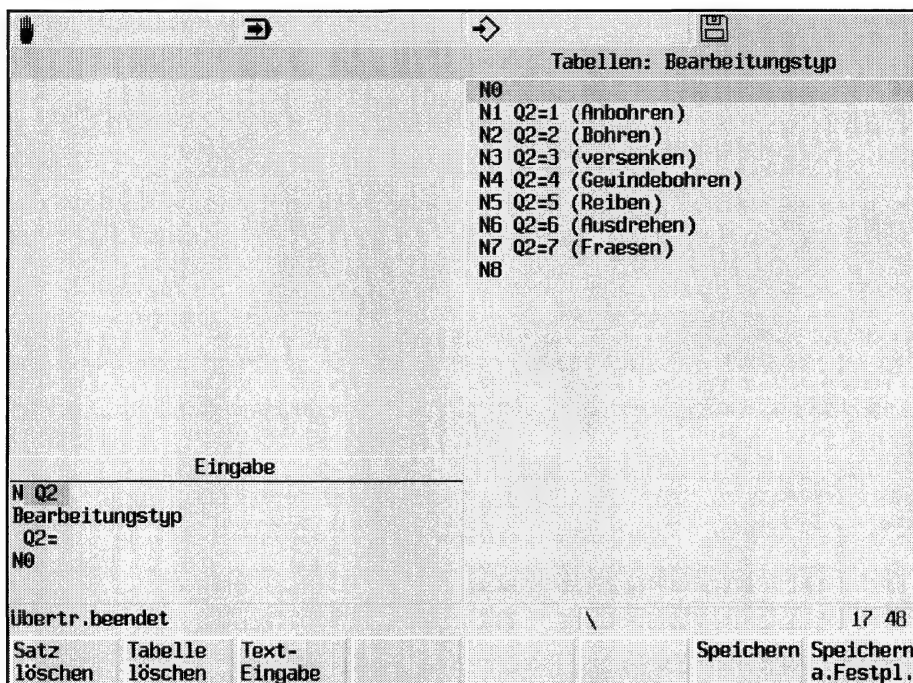 Tabellen: Bearbeitungstyp
N0
N1 Q2=1 (Anbohren)
N2 Q2=2 (Bohren)
N3 Q2=3 (versenken)
N4 Q2=4 (Gewindebohren)
N5 Q2=5 (Reiben)
N6 Q2=6 (Ausdrehen)
N7 Q2=7 (Fraesen)
N8
Eingabe
N Q2
Bearbeitungstyp
Q2=
N0
Übertr.beendet \ 17 48
Satz löschen
Tabelle löschen
Text-Eingabe
Speichern
Speichern a.Festpl.